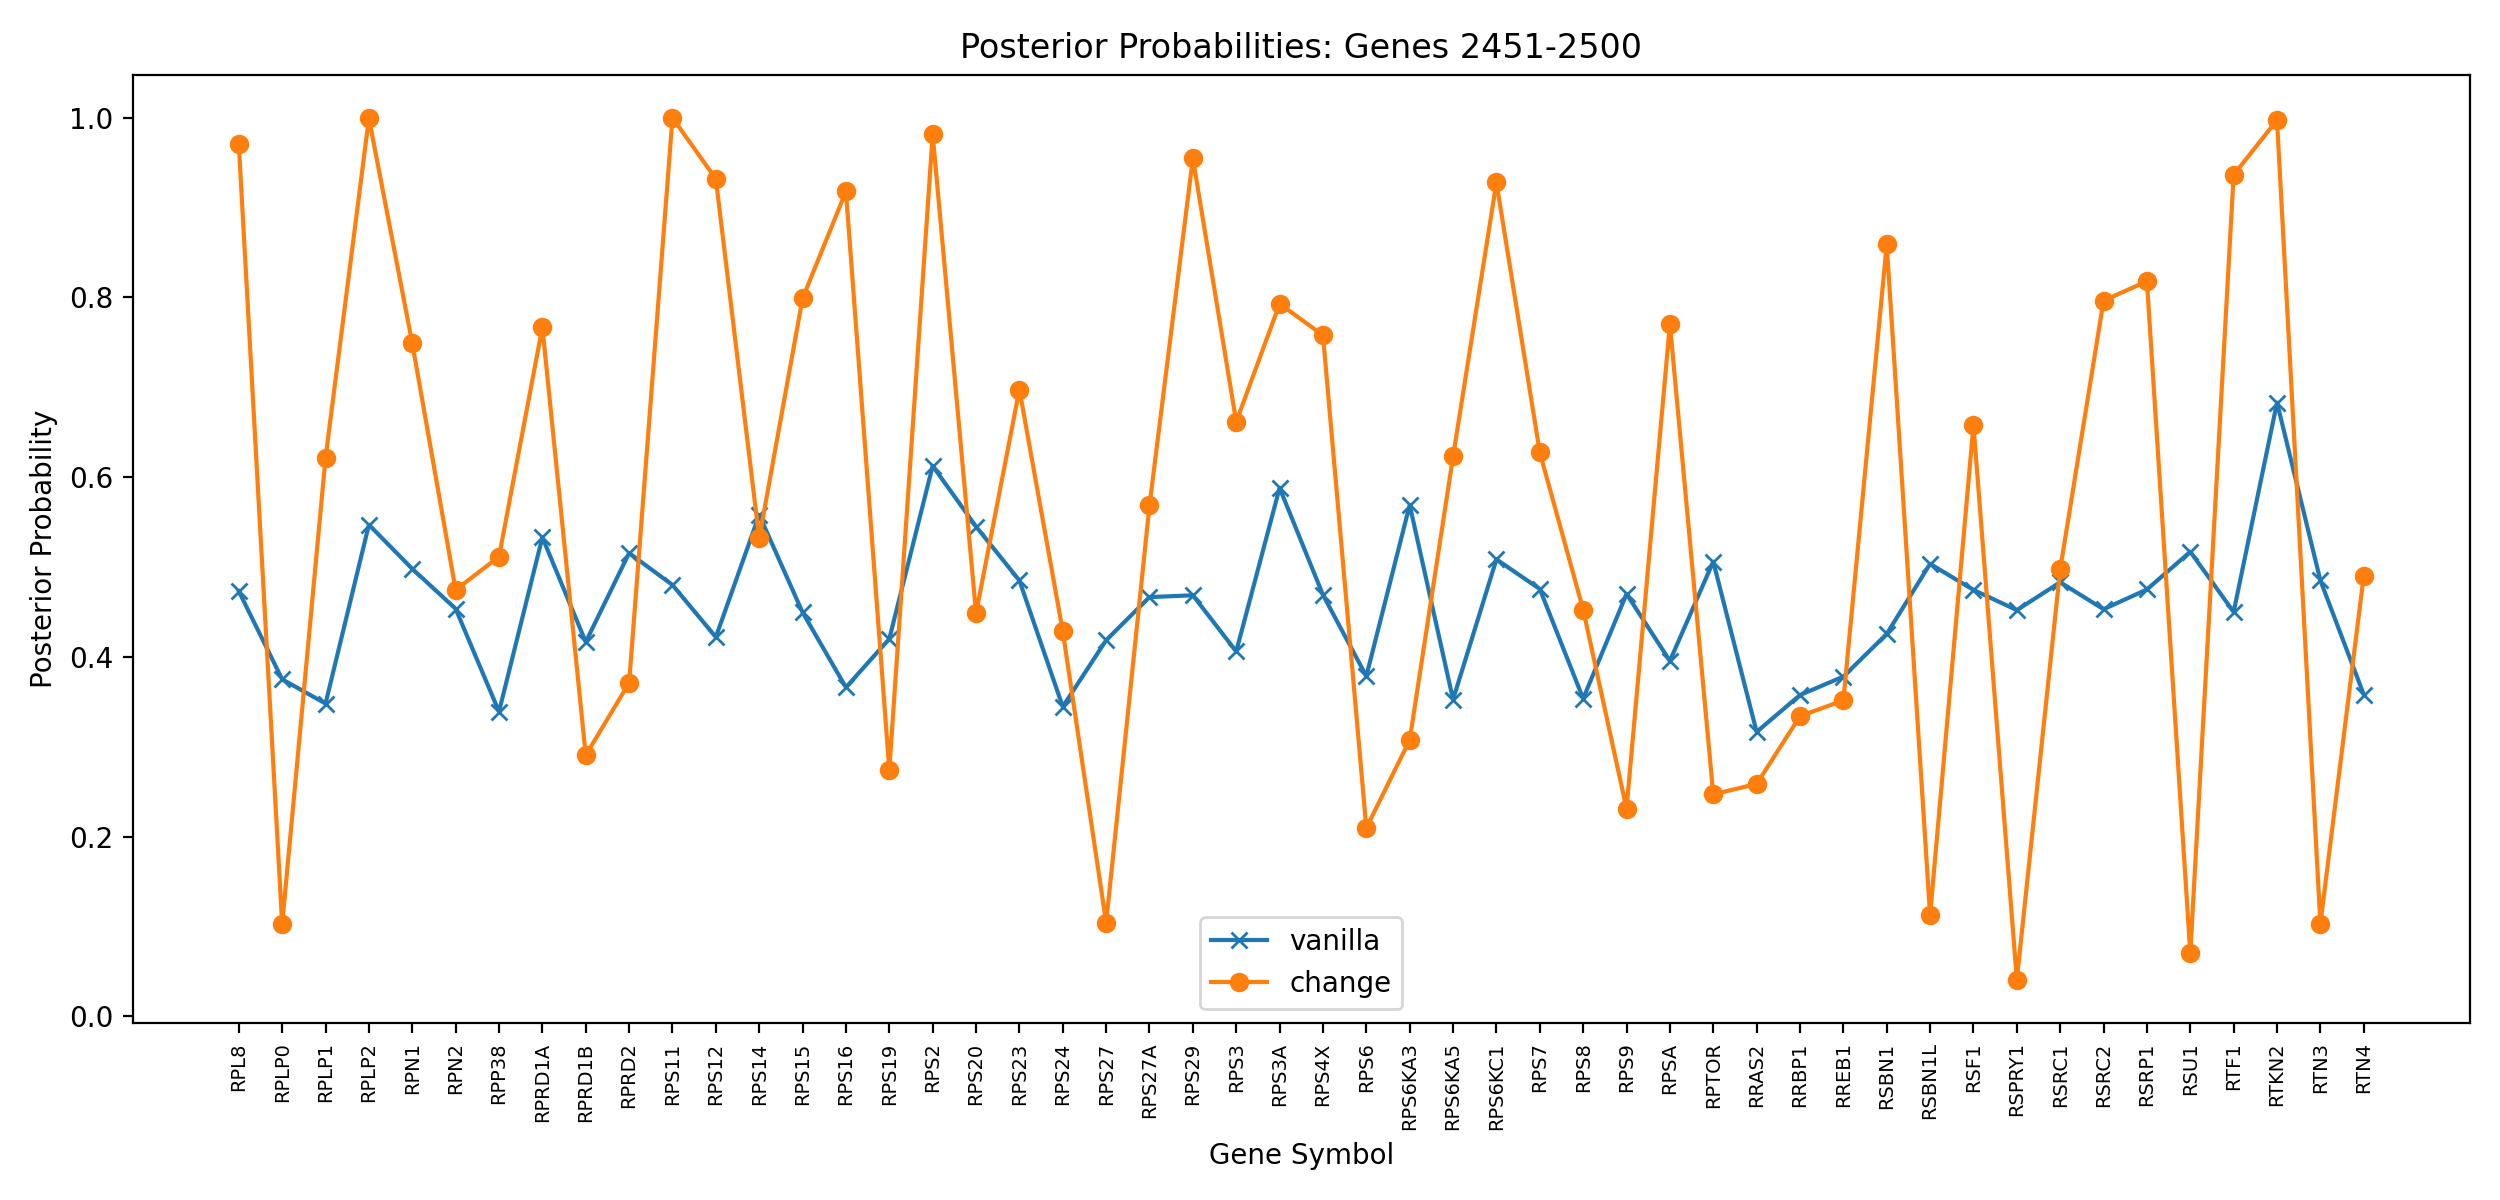 Posterior Probabilities: Genes 2451-2500
Posterior Probability
1.0
0.8
0.6
0.4
0.2
0.0
vanilla
change
RPL8
RPLP0
RPLP1
RPLP2
RPN1
RPN2
RPP38
RPRD1A
RPRD1B
RPRD2
RPS11
RPS12
RPS14
RPS15
RPS16
RPS19
RPS2
RPS20
RPS23
RPS24
RPS27
RPS27A
RPS29
RPS3
RPS3A
RPS4X
RPS6
RPS6KA3
RPS6KA5
RPS6KC1
RPS7
RPS8
RPS9
RPSA
RPTOR
RRAS2
RRBP1
RREB1
RSBN1
RSBN1L
RSF1
RSPRY1
RSRC1
RSRC2
RSRP1
RSU1
RTF1
RTKN2
RTN3
RTN4
Gene Symbol